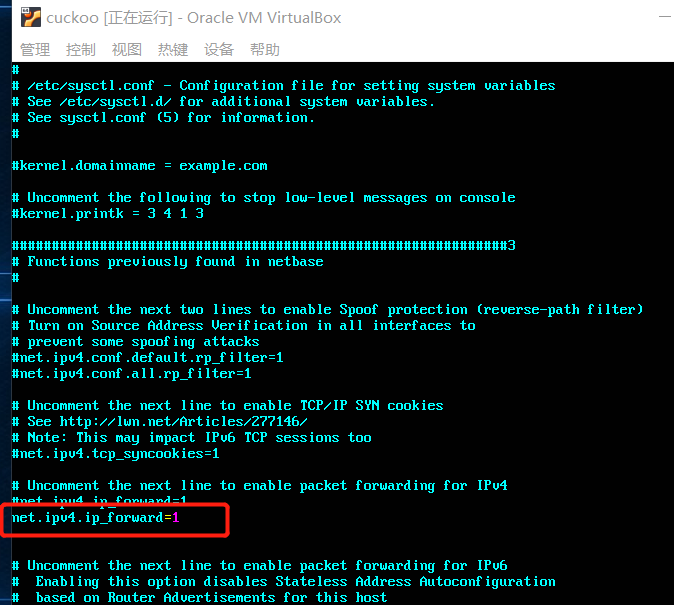 cuckoo [正在运行] - Oracle VM VirtualBox
管理 控制 视图 热键 设备 帮助
#
# /etc/sysctl.conf - Configuration file for setting system variables
# See /etc/sysctl.d/ for additional system variables.
# See sysctl.conf (5) for information.
#
#kernel.domainname = example.com
# Uncomment the following to stop low-level messages on console
#kernel.printk = 3 4 1 3
##############################################################3
# Functions previously found in netbase
#
# Uncomment the next two lines to enable Spoof protection (reverse-path filter)
# Turn on Source Address Verification in all interfaces to
# prevent some spoofing attacks
#net.ipv4.conf.default.rp_filter=1
#net.ipv4.conf.all.rp_filter=1
# Uncomment the next line to enable TCP/IP SYN cookies
# See http://lwn.net/Articles/277146/
# Note: This may impact IPv6 TCP sessions too
#net.ipv4.tcp_syncookies=1
# Uncomment the next line to enable packet forwarding for IPv4
#net.ipv4.ip_forward=1
net.ipv4.ip_forward=1
# Uncomment the next line to enable packet forwarding for IPv6
#  Enabling this option disables Stateless Address Autoconfiguration
#  based on Router Advertisements for this host